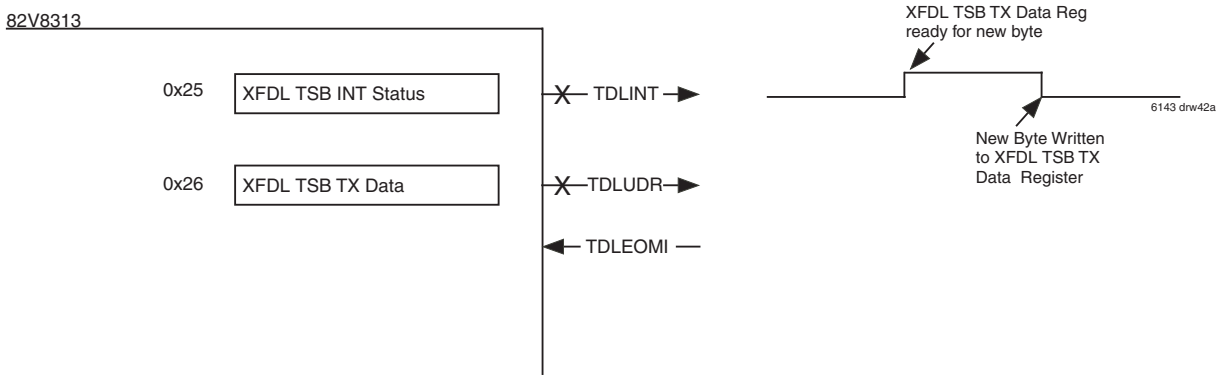 82V8313
0x25
XFDL TSB INT Status
X
TDLINT
0x26
XFDL TSB TX Data
X
TDLUDR
TDLEOMI
XFDL TSB TX Data Reg
ready for new byte
6143 drw42a
New Byte Written
to XFDL TSB TX
Data Register